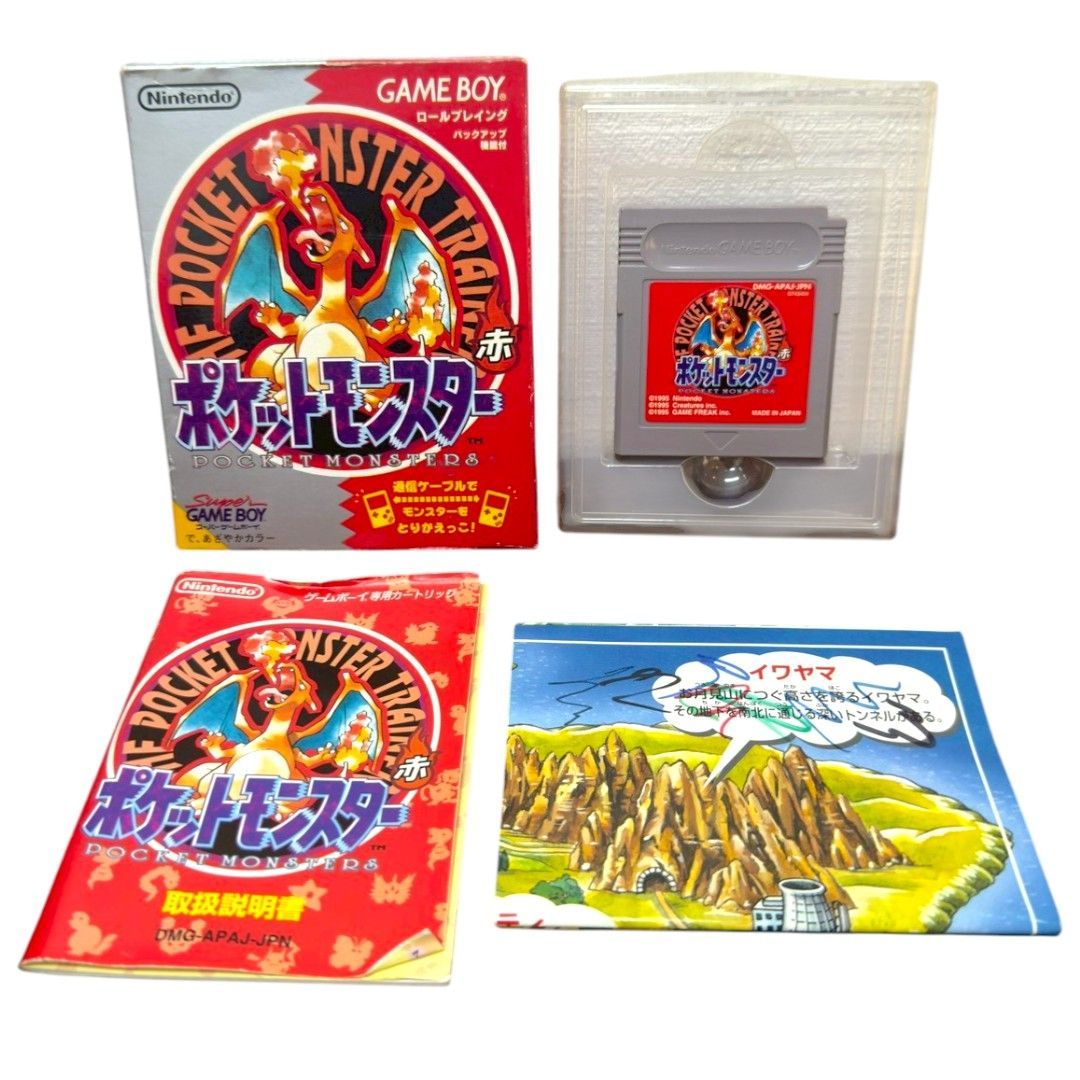 Nintendo
GAME BOY®
ロールプレイング
バックアップ
機能付
THE POCKET MONSTER TRAINER
赤
ポケットモンスター
TM
POCKET MONSTERS
Super
GAME BOY
スーパーゲームボーイ
で、あざやかカラー
通信ケーブルで
モンスターを
とりかえっこ!
Nintendo GAME BOY
DMG-APAJ-JPN
POCKET MONSTER TRAINER
赤
ポケットモンスター
POCKET MONSTERS
©1995 Nintendo
©1995 Creatures inc.
©1995 GAME FREAK inc.
MADE IN JAPAN
Nintendo
ゲームボーイ専用カートリッジ
THE POCKET MONSTER TRAINER
赤
ポケットモンスター
TM
POCKET MONSTERS
取扱説明書
DMG-APAJ-JPN
イワヤマ
お月見山につぐ高さを誇るイワヤマ。
その地下を南北に通じる深いトンネルがある。